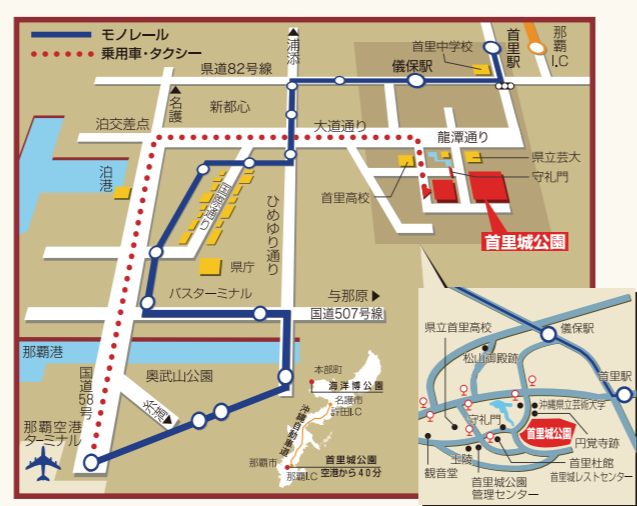 モノレール
乗用車・タクシー
▲浦添
首里駅
那覇I.C
首里中学校
儀保駅
県道82号線
▲名護
新都心
泊交差点
大道通り
龍潭通り
県立芸大
守礼門
泊港
国際通り
首里高校
ひめゆり通り
首里城公園
県庁
バスターミナル
与那原▶
国道507号線
那覇港
国道58号
奥武山公園
糸満▶
那覇空港
ターミナル
本部町
海洋博公園
名護市
許田I.C
沖縄自動車道
那覇市
那覇I.C
首里城公園
空港から40分
儀保駅
県立首里高校
松山御殿跡
首里駅
沖縄県立芸術大学
守礼門
首里城公園
円覚寺跡
玉陵
首里杜館
首里城レストセンター
観音堂
首里城公園
管理センター